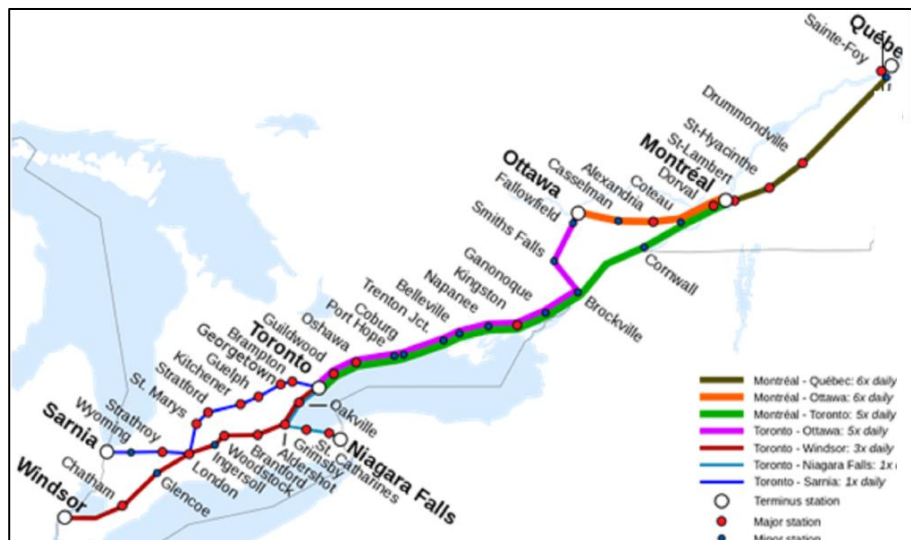 Québe
Sainte-Foy
Drummondville
St-Hyacinthe
St-Lambert
Montréal
Dorval
Coteau
Alexandria
Casselman
Ottawa
Fallowfield
Smiths Falls
Cornwall
Brockville
Ganonoque
Kingston
Napanee
Belleville
Trenton Jct.
Coburg
Port Hope
Oshawa
Guildwood
Toronto
Brampton
Georgetown
Guelph
Kitchener
Stratford
St. Marys
Strathroy
Wyoming
Sarnia
Windsor
Chatham
Glencoe
London
Ingersoll
Woodstock
Brantford
Aldershot
Grimsby
St. Catharines
Niagara Falls
Oakville
Montréal - Québec: 6x daily
Montréal - Ottawa: 6x daily
Montréal - Toronto: 5x daily
Toronto - Ottawa: 5x daily
Toronto - Windsor: 3x daily
Toronto - Niagara Falls: 1x
Toronto - Sarnia: 1x daily
Terminus station
Major station
Minor station